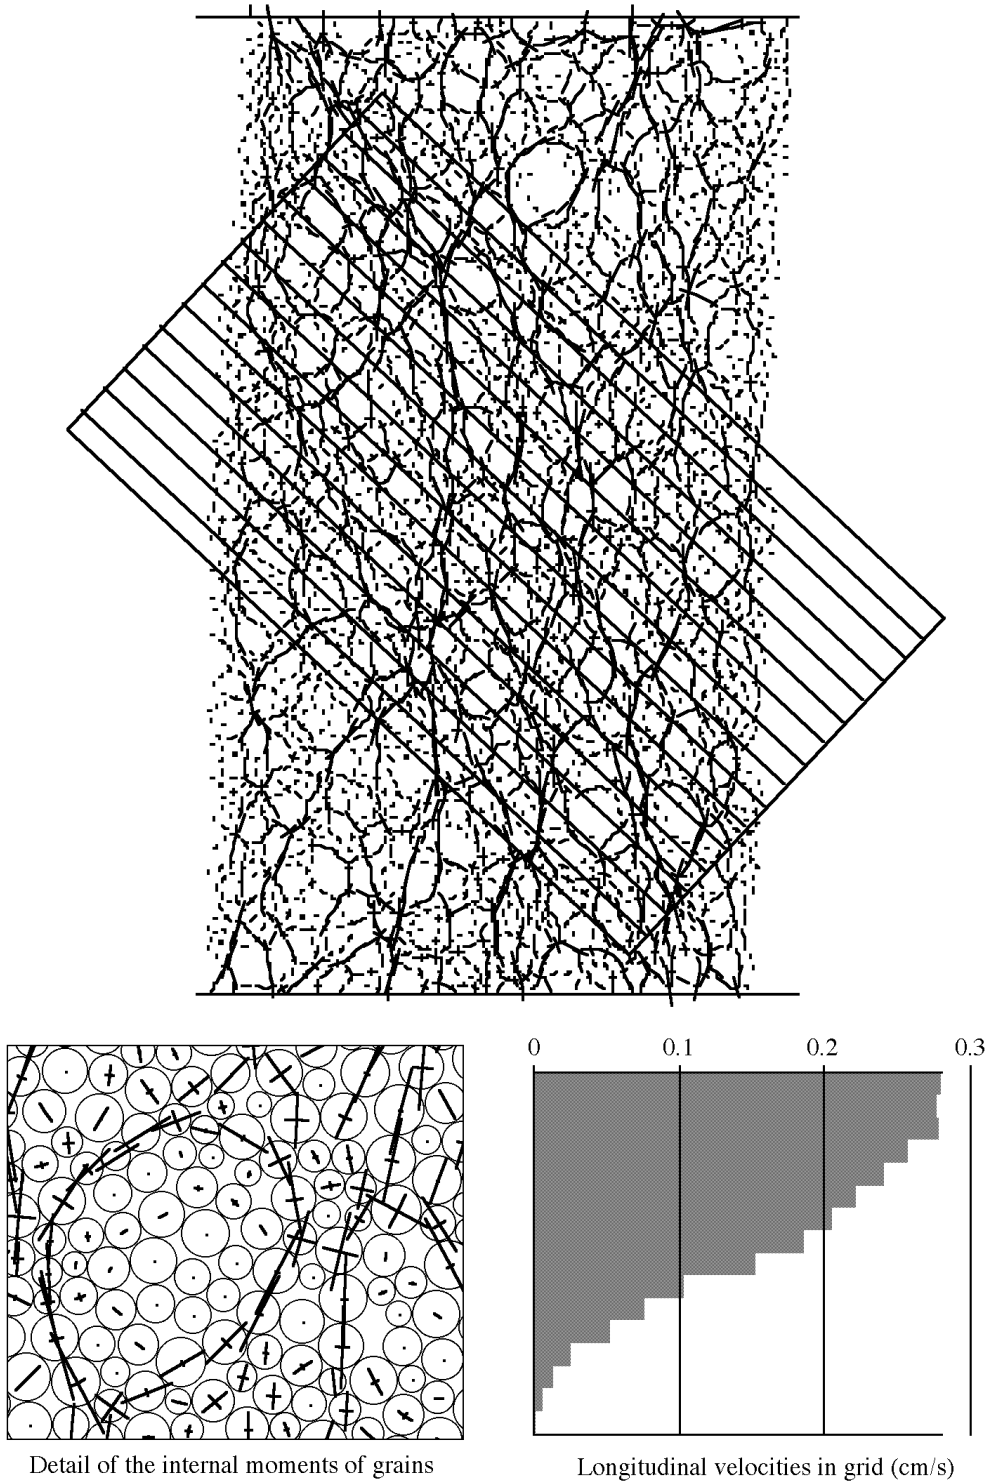 0 0.1 0.2 0.3
Detail of the internal moments of grains
Longitudinal velocities in grid (cm/s)